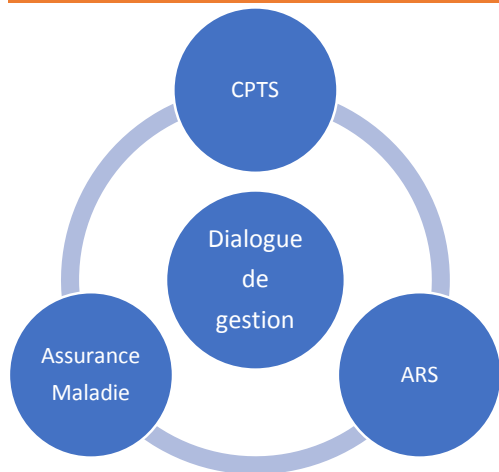 CPTS
Dialogue
de
gestion
Assurance
Maladie
ARS